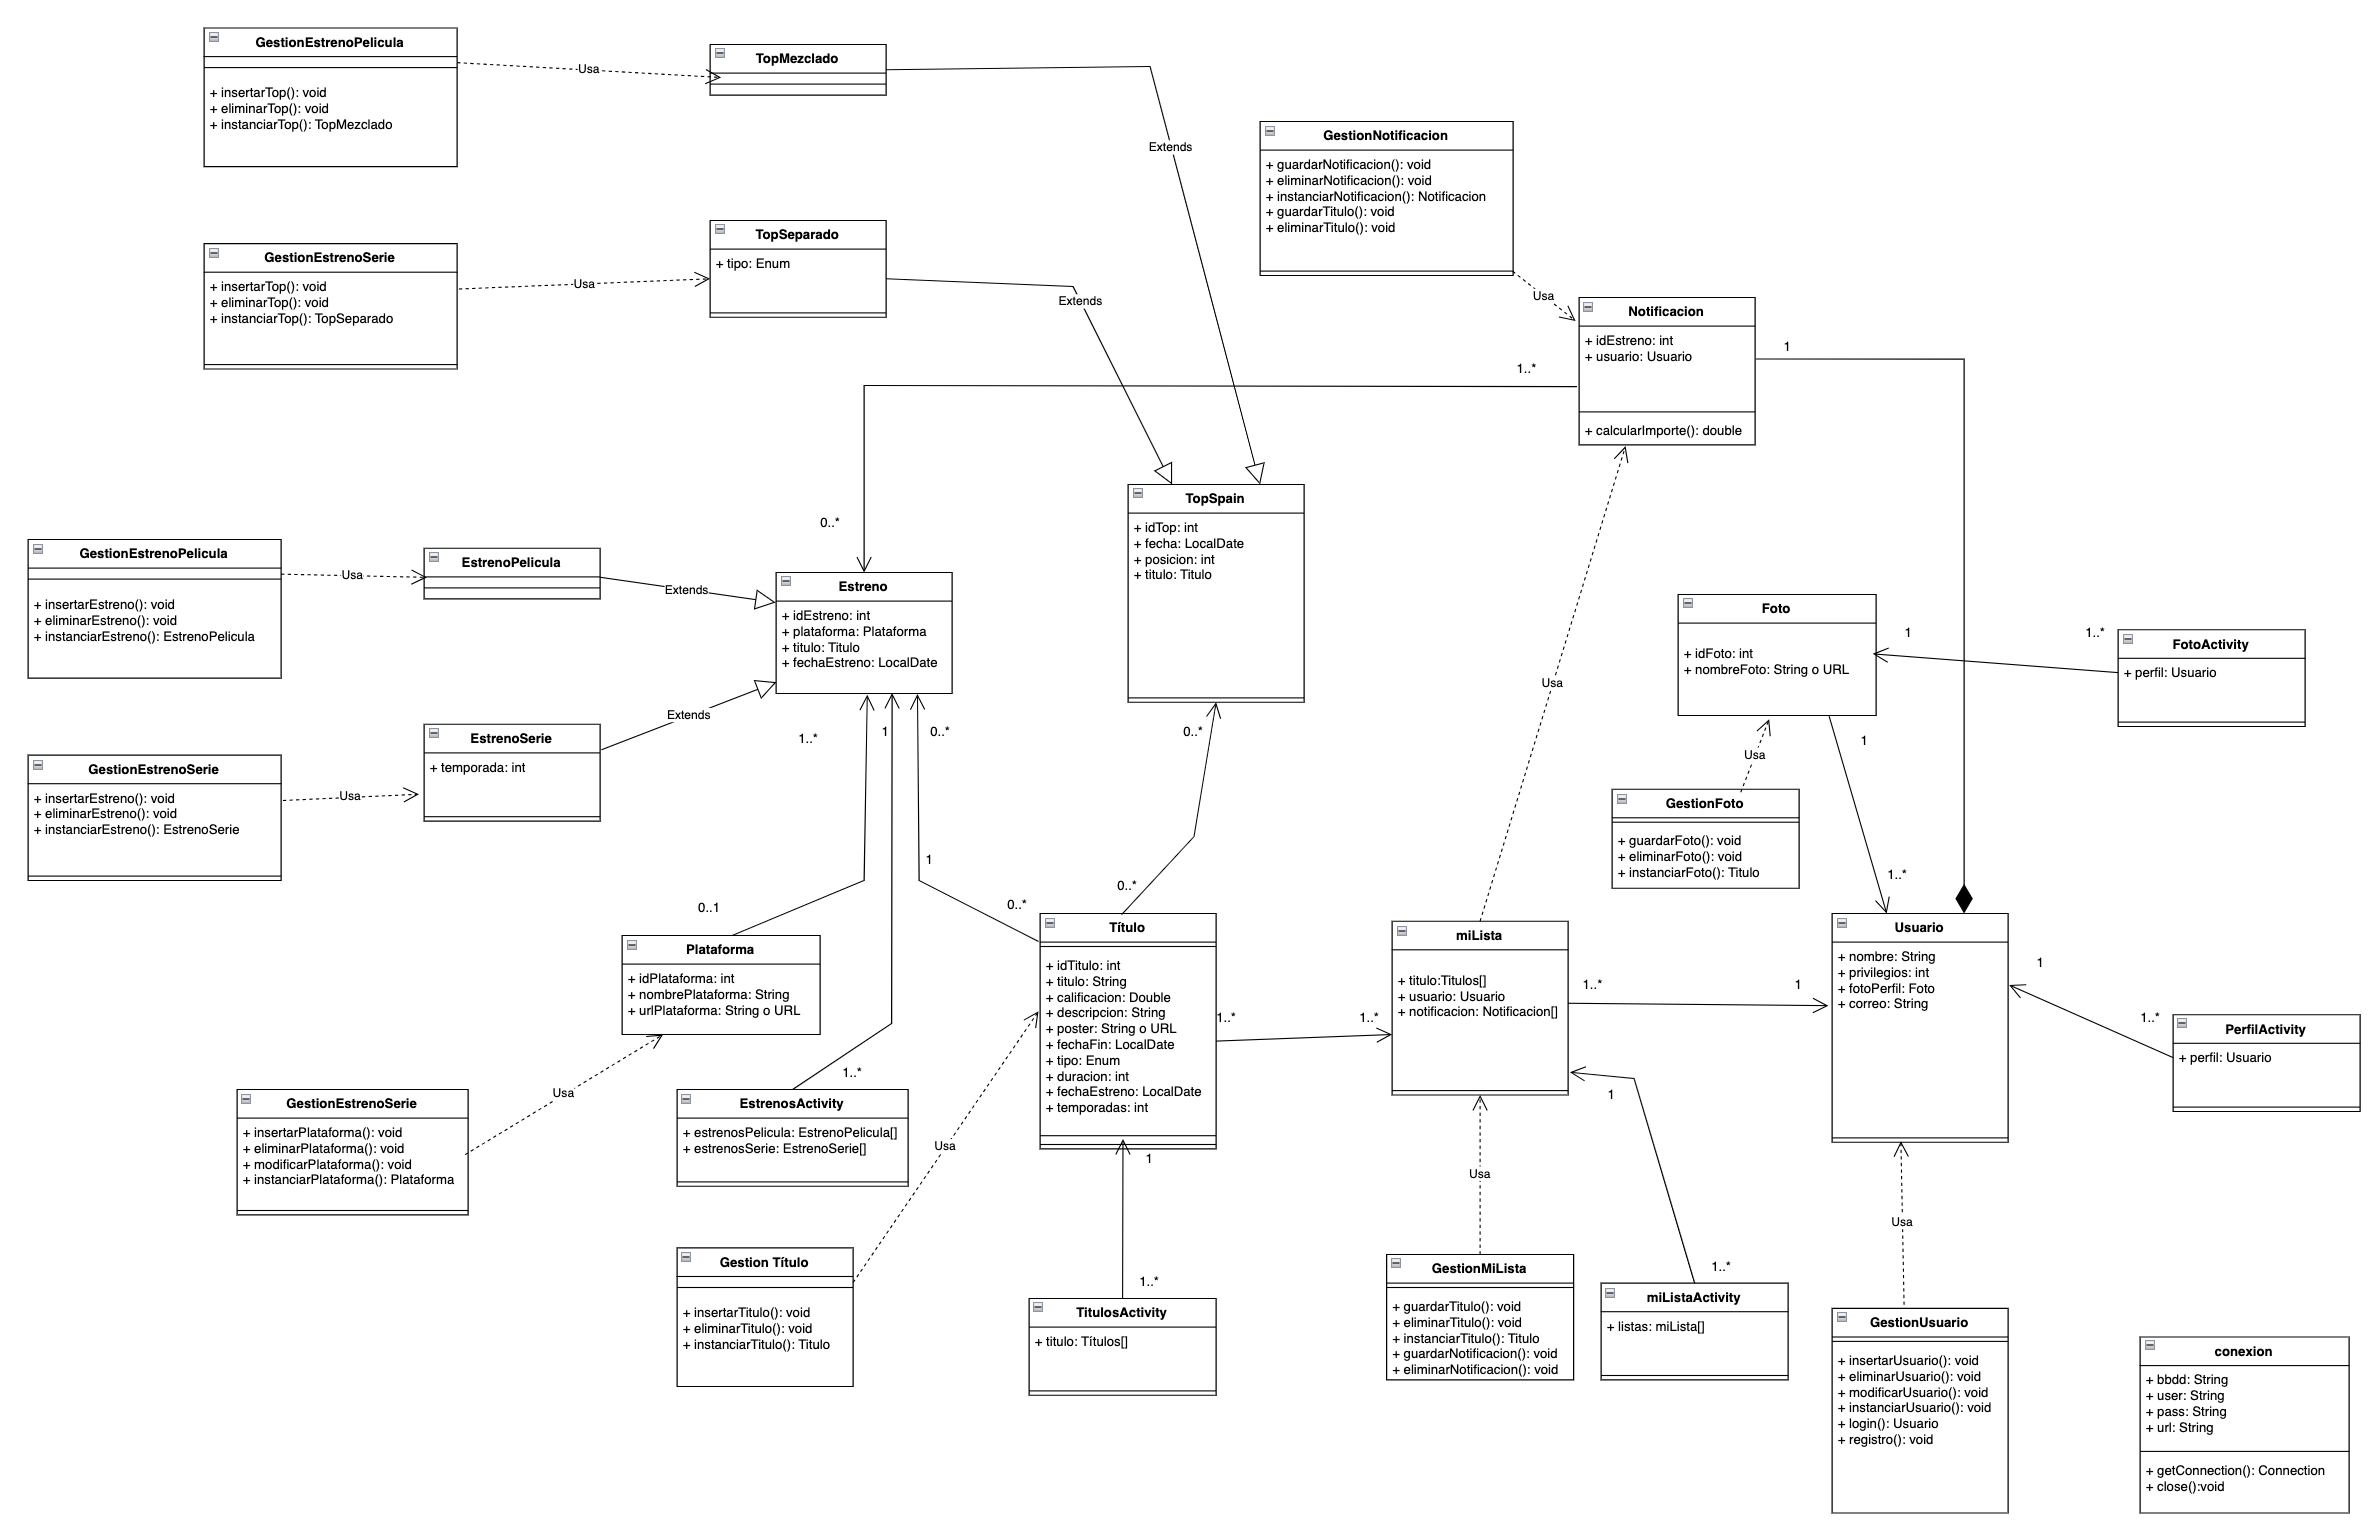 GestionEstrenoPelicula
+ insertarTop(): void
+ eliminarTop(): void
+ instanciarTop(): TopMezclado
Usa
TopMezclado
Extends
GestionNotificacion
+ guardarNotificacion(): void
+ eliminarNotificacion(): void
+ instanciarNotificacion(): Notificacion
+ guardarTitulo(): void
+ eliminarTitulo(): void
Usa
GestionEstrenoSerie
+ insertarTop(): void
+ eliminarTop(): void
+ instanciarTop(): TopSeparado
Usa
TopSeparado
+ tipo: Enum
Extends
Notificacion
+ idEstreno: int
+ usuario: Usuario
+ calcularImporte(): double
1
1..*
0..*
TopSpain
+ idTop: int
+ fecha: LocalDate
+ posicion: int
+ titulo: Titulo
GestionEstrenoPelicula
+ insertarEstreno(): void
+ eliminarEstreno(): void
+ instanciarEstreno(): EstrenoPelicula
Usa
EstrenoPelicula
Extends
Estreno
+ idEstreno: int
+ plataforma: Plataforma
+ titulo: Titulo
+ fechaEstreno: LocalDate
Foto
+ idFoto: int
+ nombreFoto: String o URL
1
1..*
FotoActivity
+ perfil: Usuario
Usa
GestionEstrenoSerie
+ insertarEstreno(): void
+ eliminarEstreno(): void
+ instanciarEstreno(): EstrenoSerie
Usa
EstrenoSerie
+ temporada: int
Extends
1..*
1
0..*
0..*
1
Usa
GestionFoto
+ guardarFoto(): void
+ eliminarFoto(): void
+ instanciarFoto(): Titulo
1
1..*
0..*
0..1
0..*
Plataforma
+ idPlataforma: int
+ nombrePlataforma: String
+ urlPlataforma: String o URL
Título
+ idTitulo: int
+ titulo: String
+ calificacion: Double
+ descripcion: String
+ poster: String o URL
+ fechaFin: LocalDate
+ tipo: Enum
+ duracion: int
+ fechaEstreno: LocalDate
+ temporadas: int
1..*
1..*
miLista
+ titulo:Titulos[]
+ usuario: Usuario
+ notificacion: Notificacion[]
1..*
1
Usuario
+ nombre: String
+ privilegios: int
+ fotoPerfil: Foto
+ correo: String
1
1..*
PerfilActivity
+ perfil: Usuario
GestionEstrenoSerie
+ insertarPlataforma(): void
+ eliminarPlataforma(): void
+ modificarPlataforma(): void
+ instanciarPlataforma(): Plataforma
Usa
1..*
EstrenosActivity
+ estrenosPelicula: EstrenoPelicula[]
+ estrenosSerie: EstrenoSerie[]
Usa
1
1
Usa
Usa
Gestion Título
+ insertarTitulo(): void
+ eliminarTitulo(): void
+ instanciarTitulo(): Titulo
1..*
TitulosActivity
+ titulo: Títulos[]
GestionMiLista
+ guardarTitulo(): void
+ eliminarTitulo(): void
+ instanciarTitulo(): Titulo
+ guardarNotificacion(): void
+ eliminarNotificacion(): void
1..*
miListaActivity
+ listas: miLista[]
GestionUsuario
+ insertarUsuario(): void
+ eliminarUsuario(): void
+ modificarUsuario(): void
+ instanciarUsuario(): void
+ login(): Usuario
+ registro(): void
conexion
+ bbdd: String
+ user: String
+ pass: String
+ url: String
+ getConnection(): Connection
+ close():void